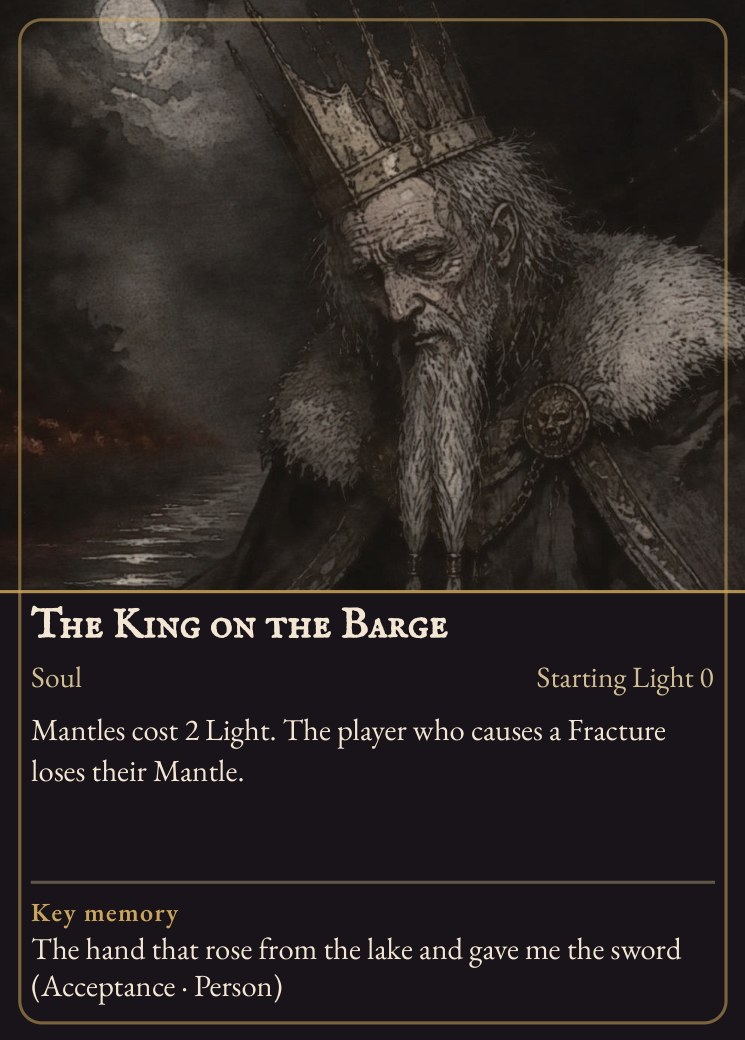 The King on the Barge
Soul
Starting Light 0
Mantles cost 2 Light. The player who causes a Fracture
loses their Mantle.
Key memory
The hand that rose from the lake and gave me the sword
(Acceptance · Person)